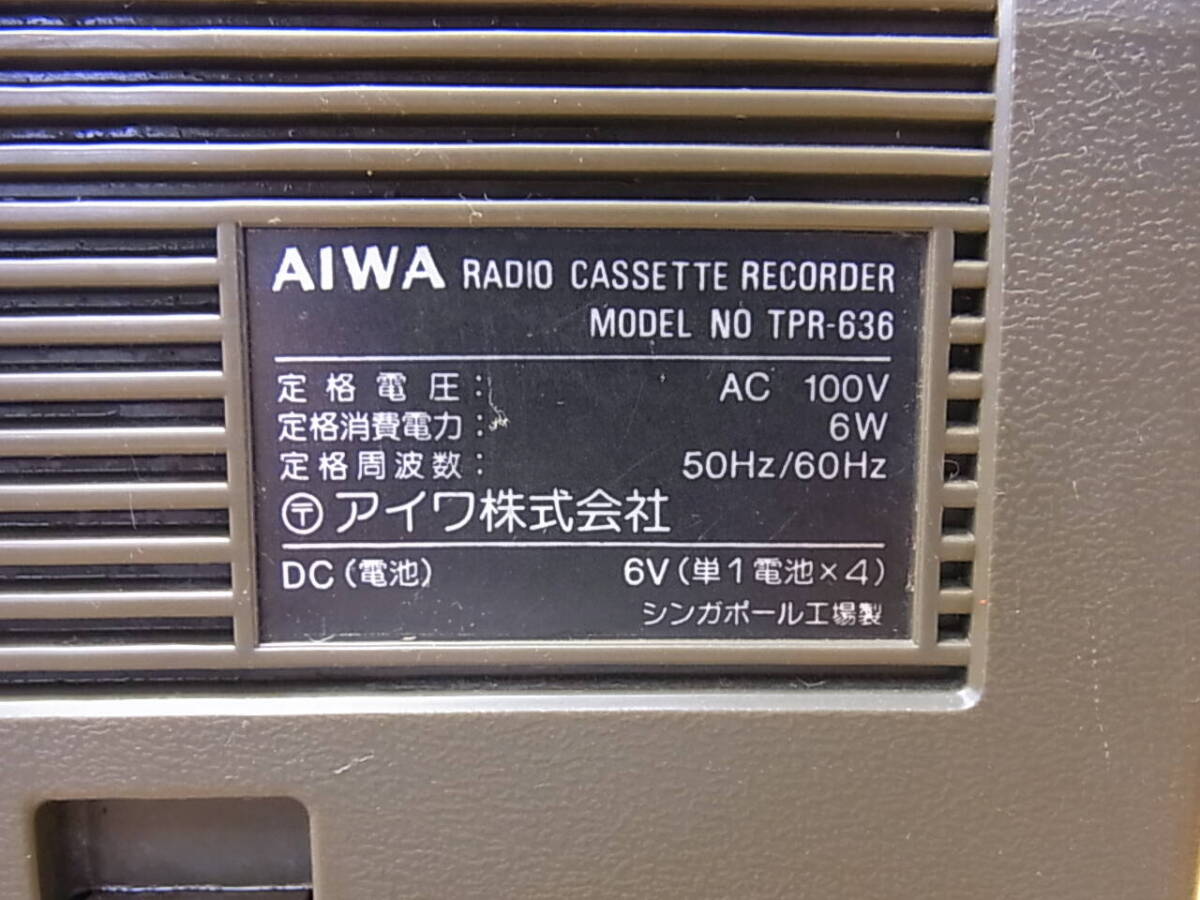 AIWA RADIO CASSETTE RECORDER
MODEL NO TPR-636
定格電圧: AC 100V
定格消費電力: 6W
定格周波数: 50Hz/60Hz
〶アイワ株式会社
DC(電池) 6V(単1電池×4)
シンガポール工場製